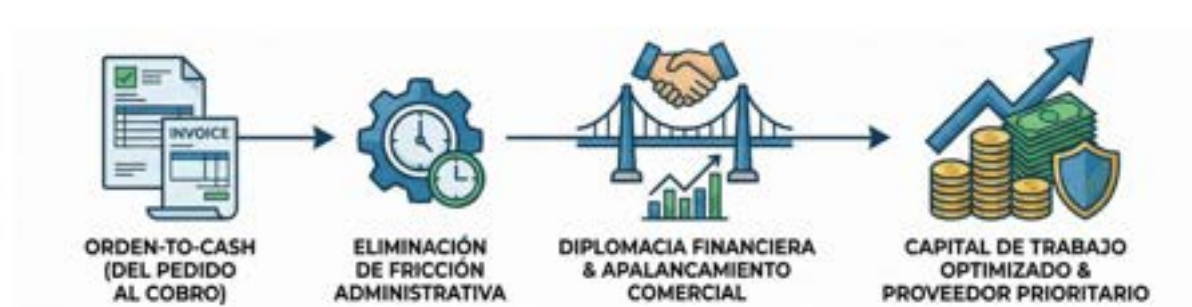 INVOICE
ORDEN-TO-CASH
(DEL PEDIDO
AL COBRO)
ELIMINACIÓN
DE FRICCIÓN
ADMINISTRATIVA
DIPLOMACIA FINANCIERA
& APALANCAMIENTO
COMERCIAL
CAPITAL DE TRABAJO
OPTIMIZADO &
PROVEEDOR PRIORITARIO